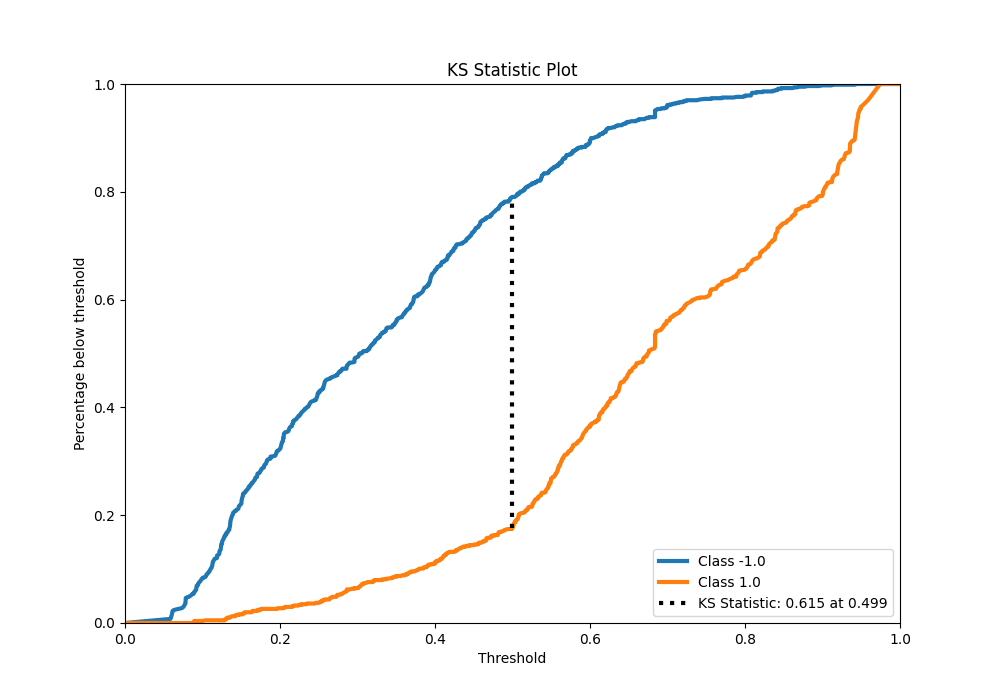 KS Statistic Plot
Percentage below threshold
1.0
0.8
0.6
0.4
0.2
0.0
0.0 0.2 0.4 0.6 0.8 1.0
Threshold
Class -1.0
Class 1.0
KS Statistic: 0.615 at 0.499